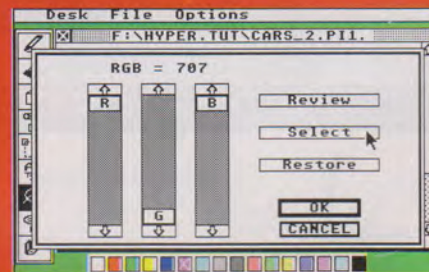 Desk File Options
F:\HYPER.TUT\CARS_2.PI1.
RGB = 707
R G B
Review
Select
Restore
OK
CANCEL